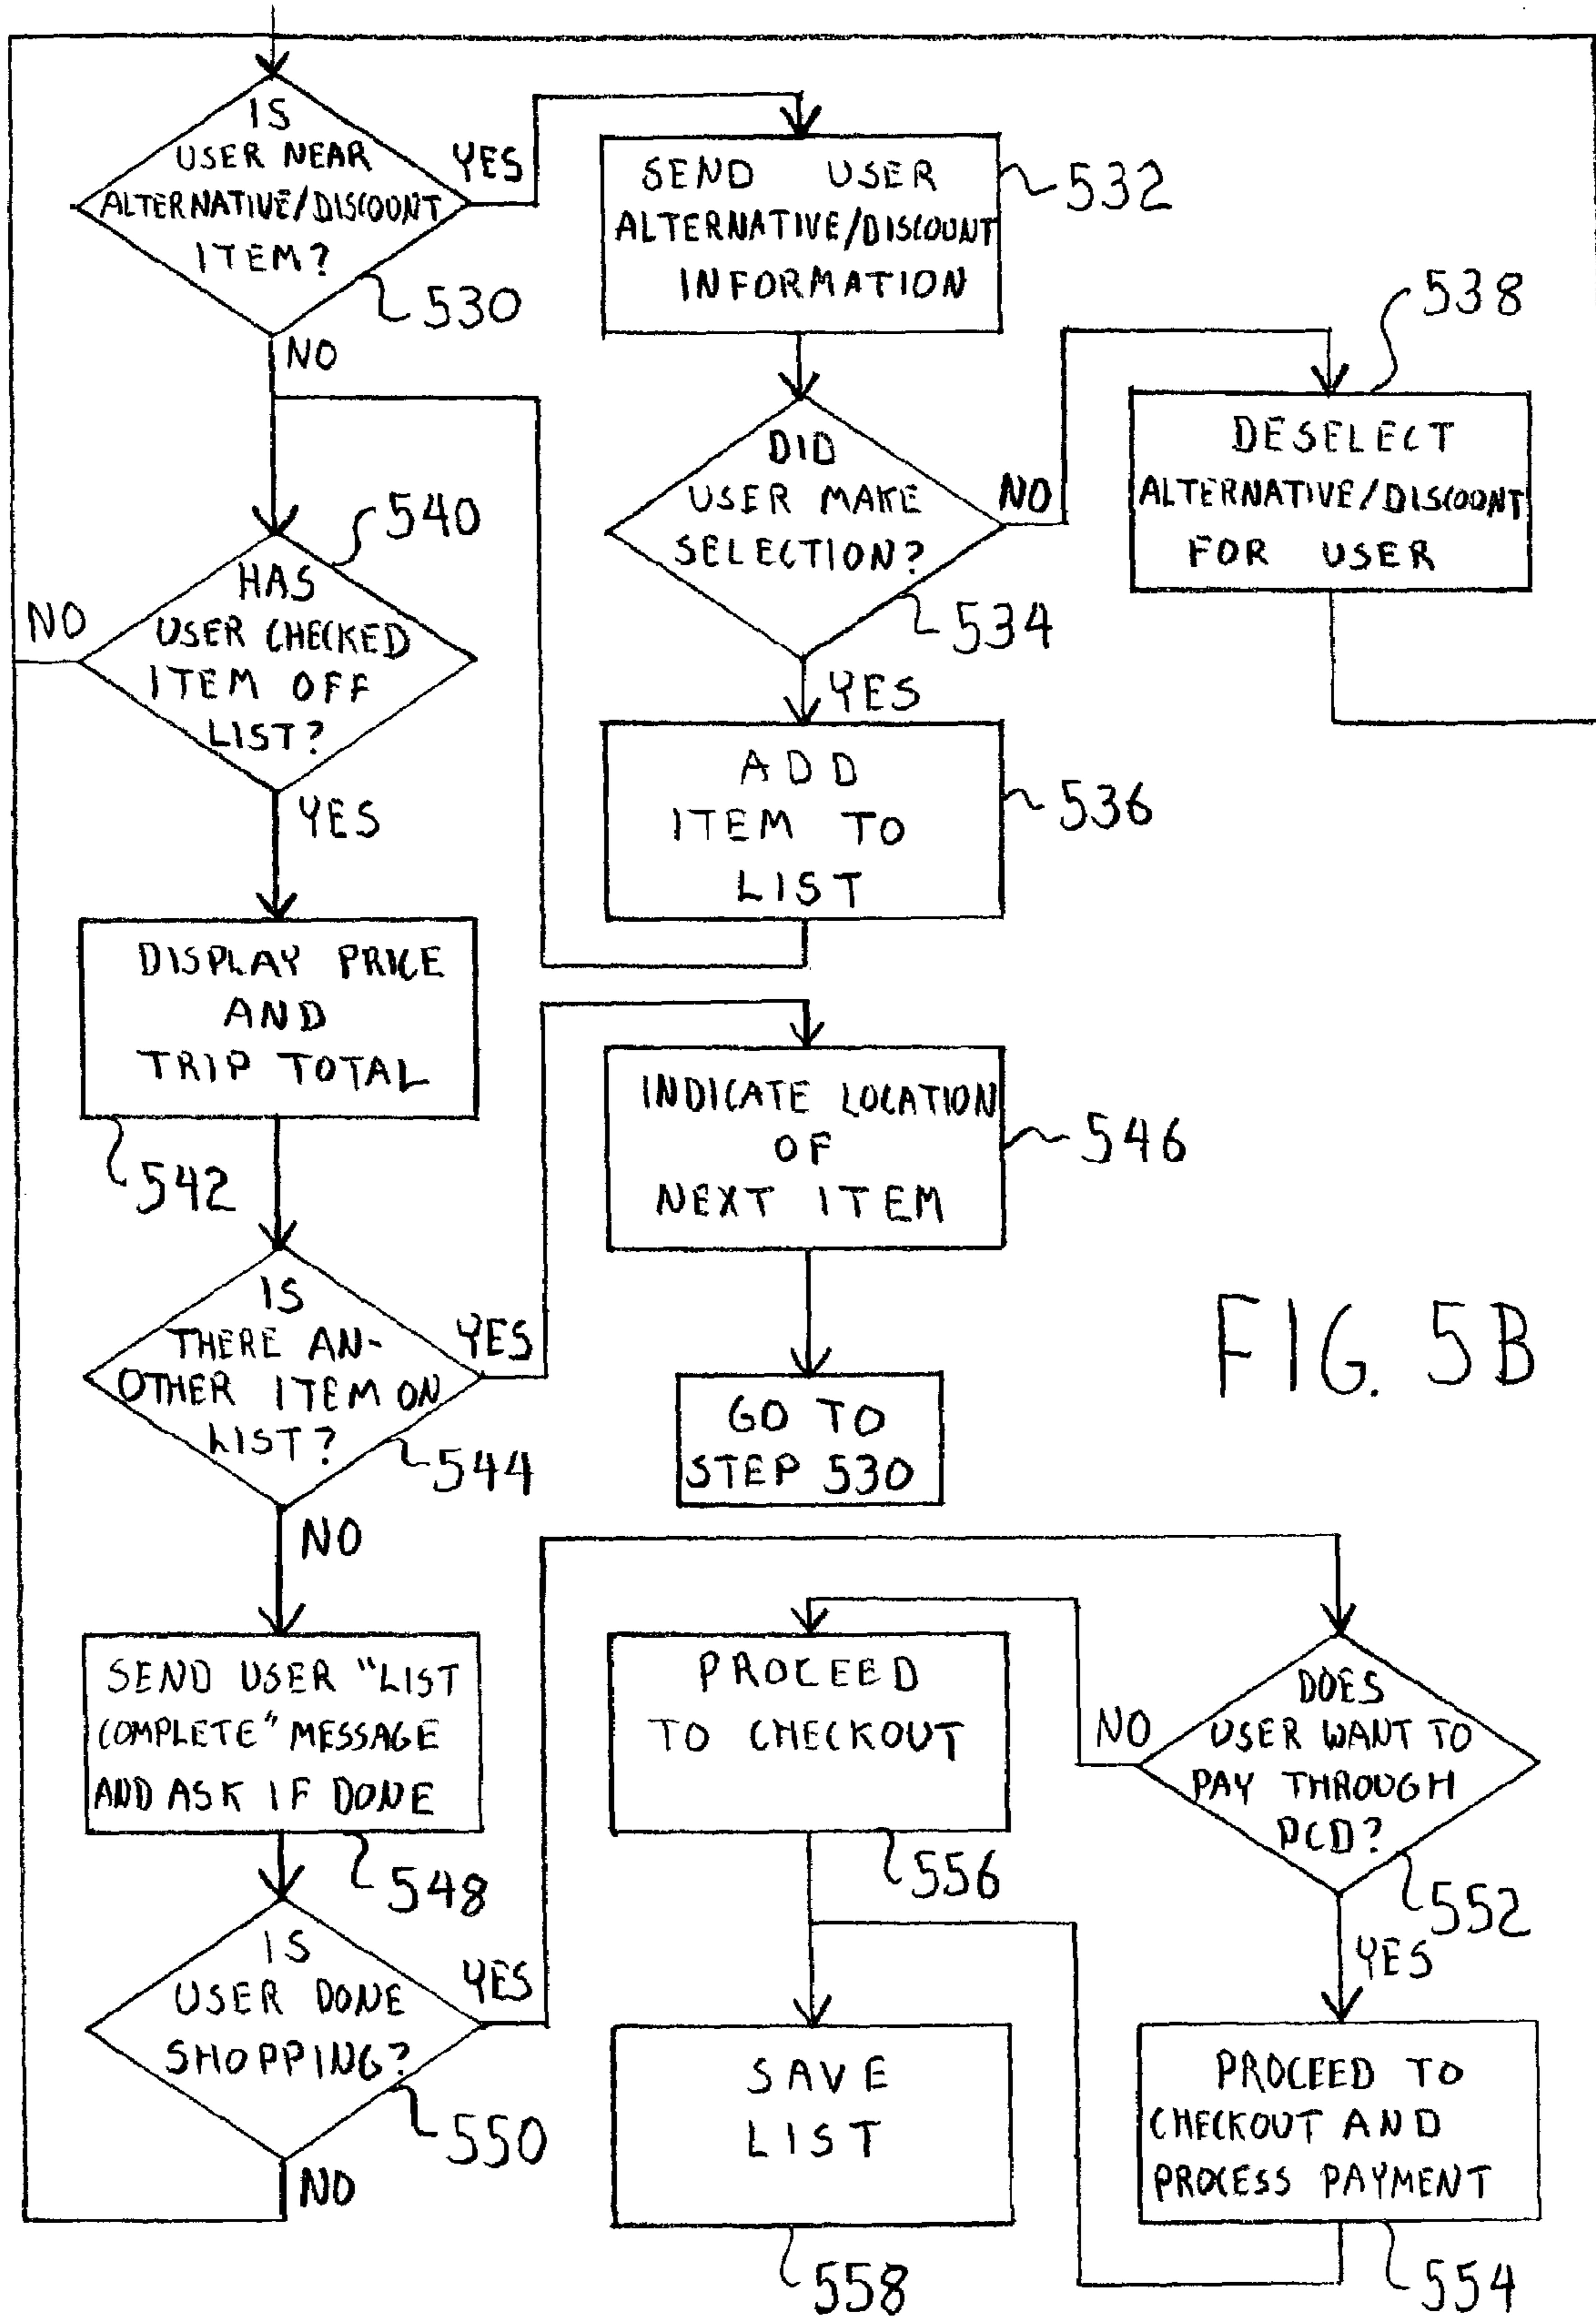 IS
USER NEAR
ALTERNATIVE/DISCOUNT
ITEM?
530
YES
NO
SEND USER
ALTERNATIVE/DISCOUNT
INFORMATION
532
DID
USER MAKE
SELECTION?
534
NO
YES
DESELECT
ALTERNATIVE/DISCOUNT
FOR USER
538
ADD
ITEM TO
LIST
536
540
HAS
USER CHECKED
ITEM OFF
LIST?
NO
YES
DISPLAY PRICE
AND
TRIP TOTAL
542
IS
THERE AN-
OTHER ITEM ON
LIST?
544
YES
NO
INDICATE LOCATION
OF
NEXT ITEM
546
GO TO
STEP 530
FIG. 5B
SEND USER "LIST
COMPLETE" MESSAGE
AND ASK IF DONE
548
IS
USER DONE
SHOPPING?
550
YES
NO
DOES
USER WANT TO
PAY THROUGH
PCD?
552
NO
YES
PROCEED
TO CHECKOUT
556
PROCEED TO
CHECKOUT AND
PROCESS PAYMENT
554
SAVE
LIST
558